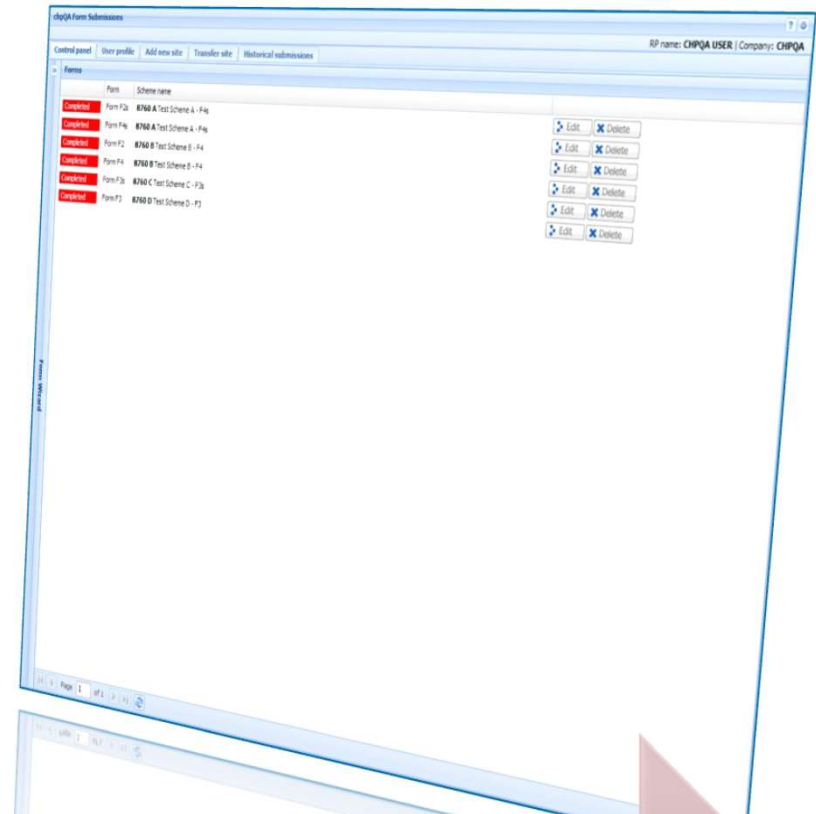 chpQA Form Submissions
?
RP name: CHPQA USER | Company: CHPQA
Control panel User profile Add new site Transfer site Historical submissions
Forms
Form Scheme name
Completed Form F2s 8760 A Test Scheme A - F4s Edit Delete
Completed Form F4s 8760 A Test Scheme A - F4s Edit Delete
Completed Form F2 8760 B Test Scheme B - F4 Edit Delete
Completed Form F4 8760 B Test Scheme B - F4 Edit Delete
Completed Form F3s 8760 C Test Scheme C - F3s Edit Delete
Completed Form F3 8760 D Test Scheme D - F3 Edit Delete
Form Wizard
Page 1 of 1